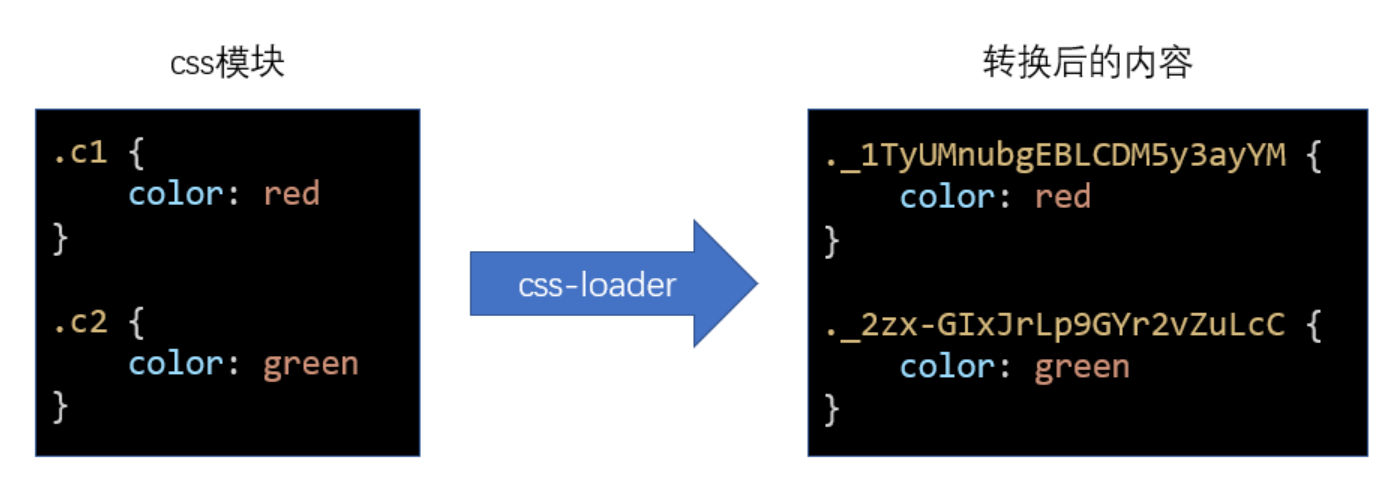 css模块
.c1 {
    color: red
}
.c2 {
    color: green
}
css-loader
转换后的内容
._1TyUMnubgEBLCDM5y3ayYM {
    color: red
}
._2zx-GIxJrLp9GYr2vZuLcC {
    color: green
}